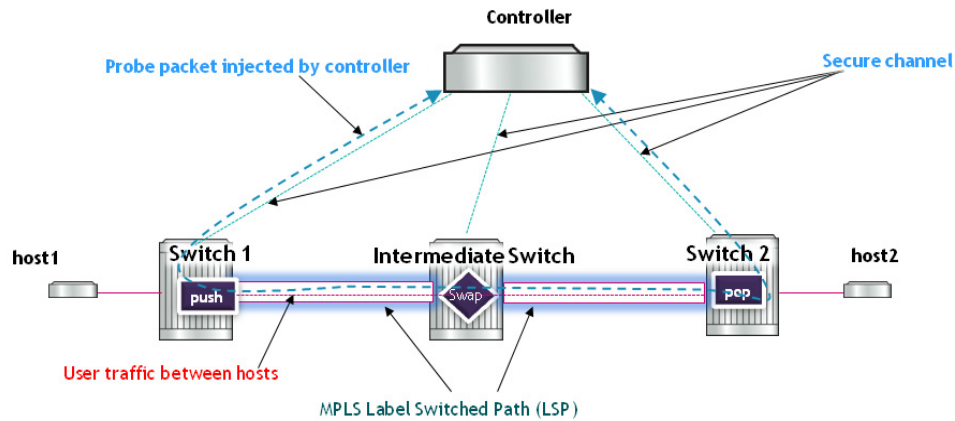 Controller
Probe packet injected by controller
Secure channel
host1
Switch 1
Intermediate Switch
Switch 2
host2
push
Swap
pop
User traffic between hosts
MPLS Label Switched Path (LSP)